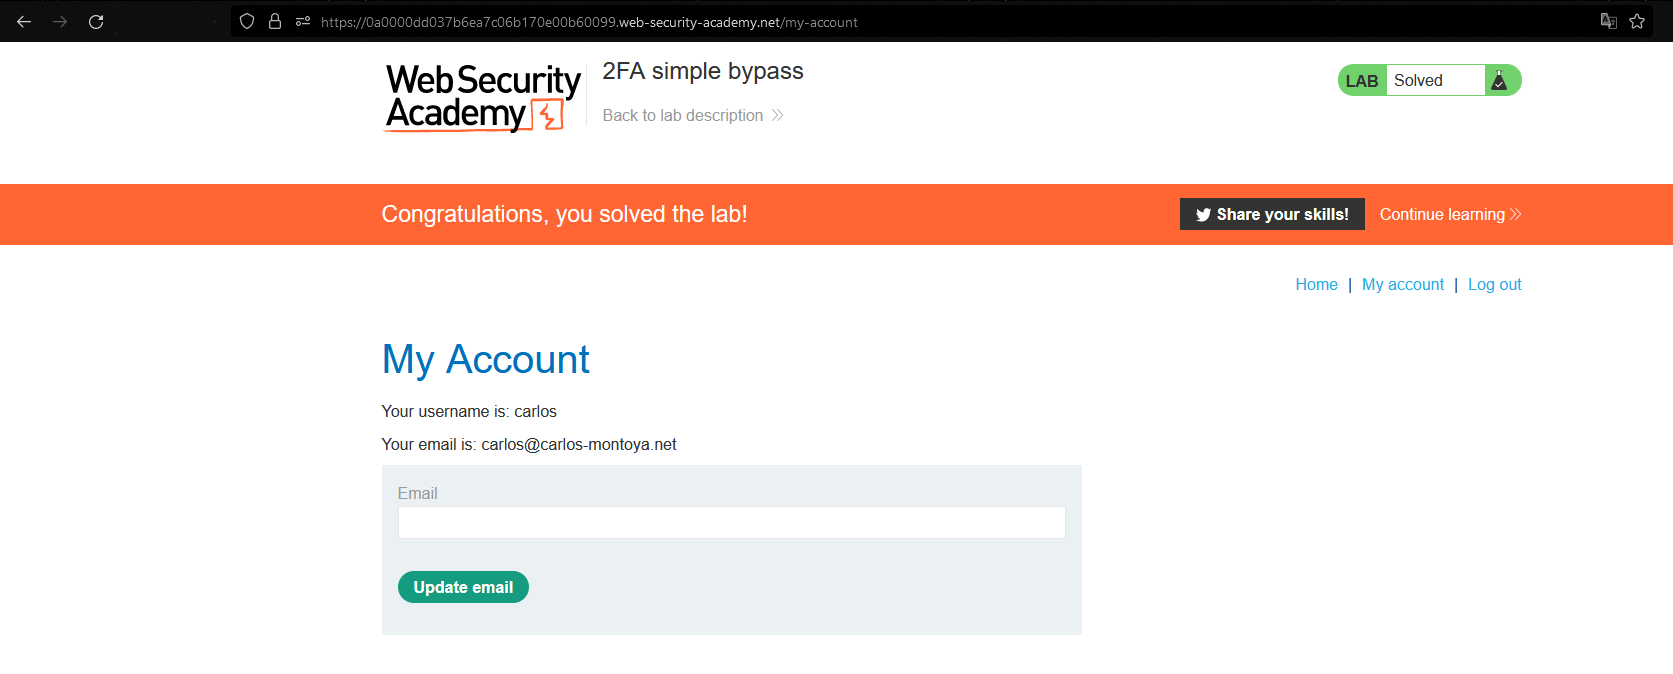 https://0a0000dd037b6ea7c06b170e00b60099.web-security-academy.net/my-account
Web Security
Academy
2FA simple bypass
Back to lab description
LAB Solved
Congratulations, you solved the lab!
Share your skills! Continue learning
Home | My account | Log out
My Account
Your username is: carlos
Your email is: carlos@carlos-montoya.net
Email
Update email